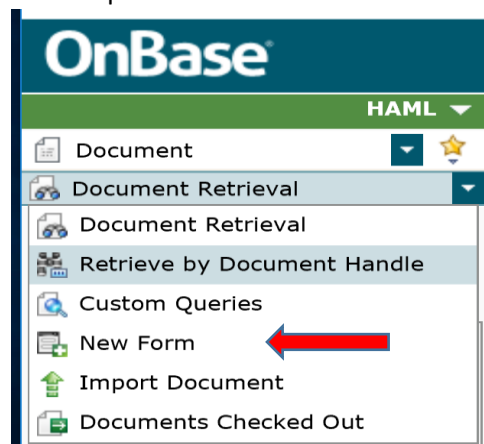 OnBase
HAML
Document
Document Retrieval
Document Retrieval
Retrieve by Document Handle
Custom Queries
New Form
Import Document
Documents Checked Out